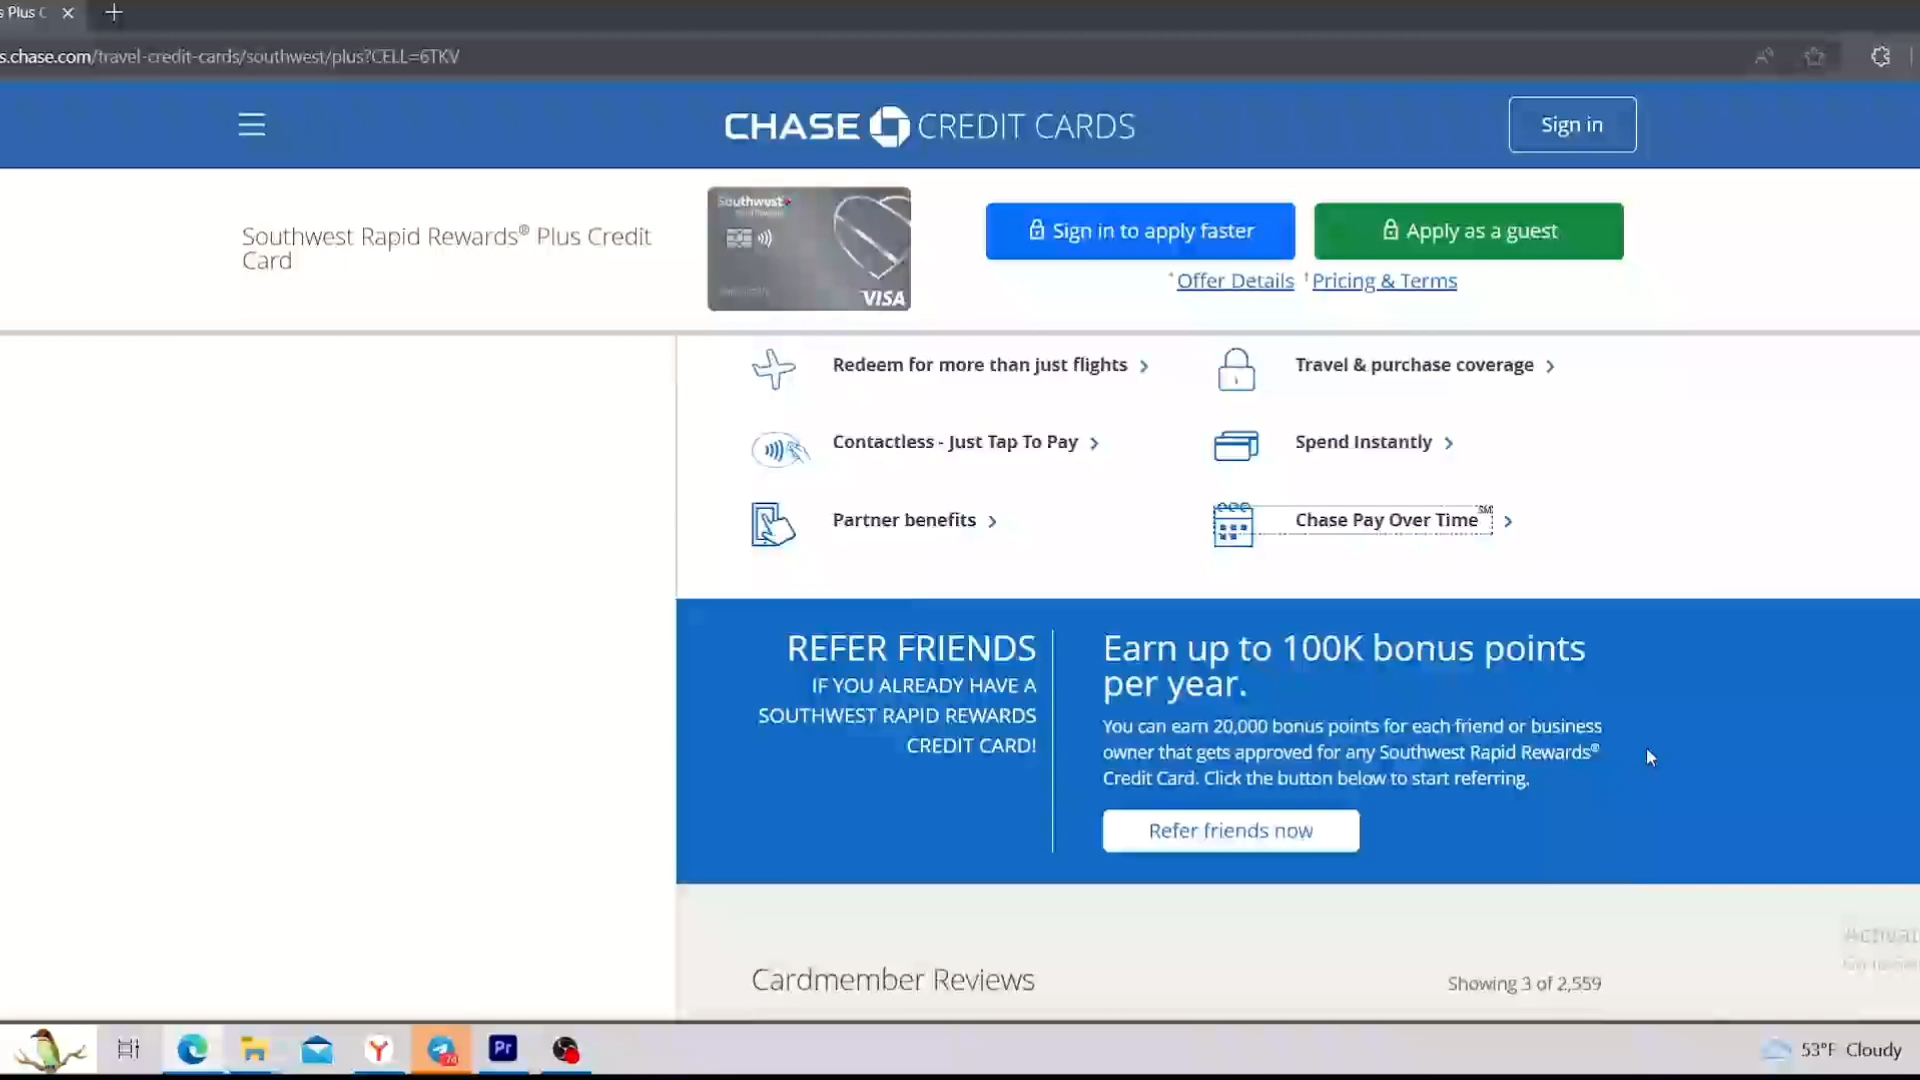 s Plus C
s.chase.com/travel-credit-cards/southwest/plus?CELL=6TKV
CHASE CREDIT CARDS
Sign in
Southwest Rapid Rewards® Plus Credit
Card
Southwest
VISA
Sign in to apply faster
Apply as a guest
*Offer Details †Pricing & Terms
Redeem for more than just flights
Travel & purchase coverage
Contactless - Just Tap To Pay
Spend Instantly
Partner benefits
Chase Pay Over Time℠
REFER FRIENDS
IF YOU ALREADY HAVE A
SOUTHWEST RAPID REWARDS
CREDIT CARD!
Earn up to 100K bonus points
per year.
You can earn 20,000 bonus points for each friend or business
owner that gets approved for any Southwest Rapid Rewards®
Credit Card. Click the button below to start referring.
Refer friends now
Activat
Cardmember Reviews
Showing 3 of 2,559
Pr
53°F Cloudy